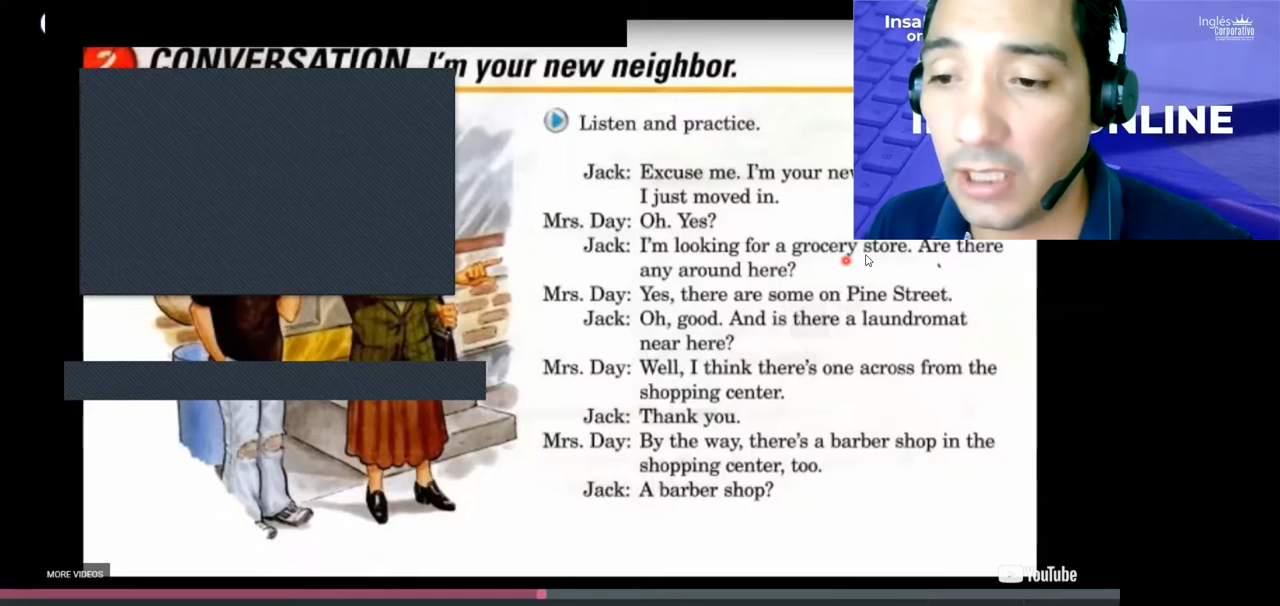 2 CONVERSATION I'm your new neighbor.
Listen and practice.
Jack: Excuse me. I'm your
I just moved in.
Mrs. Day: Oh. Yes?
Jack: I'm looking for a grocery store. Are there
any around here?
Mrs. Day: Yes, there are some on Pine Street.
Jack: Oh, good. And is there a laundromat
near here?
Mrs. Day: Well, I think there's one across from the
shopping center.
Jack: Thank you.
Mrs. Day: By the way, there's a barber shop in the
shopping center, too.
Jack: A barber shop?
Inglés
Corporativo
MORE VIDEOS
YouTube